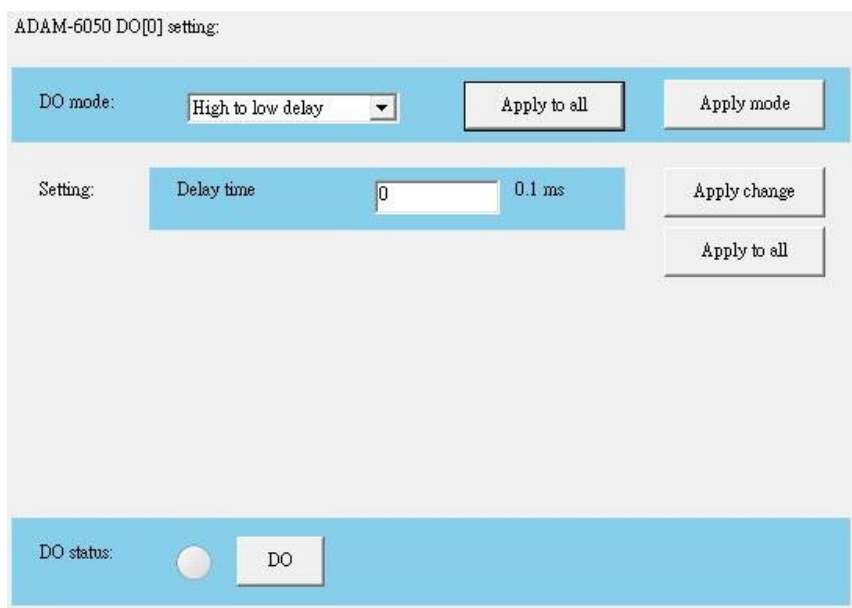 ADAM-6050 DO[0] setting:
DO mode: High to low delay Apply to all Apply mode
Setting: Delay time 0 0.1 ms Apply change
Apply to all
DO status: DO